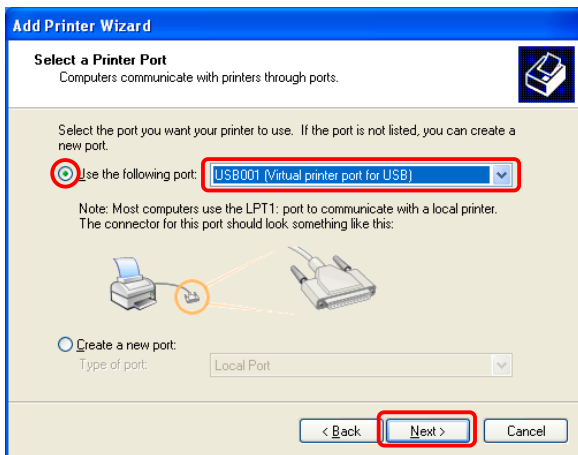 Add Printer Wizard
Select a Printer Port
Computers communicate with printers through ports.
Select the port you want your printer to use. If the port is not listed, you can create a
new port.
Use the following port: USB001 (Virtual printer port for USB)
Note: Most computers use the LPT1: port to communicate with a local printer.
The connector for this port should look something like this:
Create a new port:
Type of port: Local Port
< Back Next > Cancel